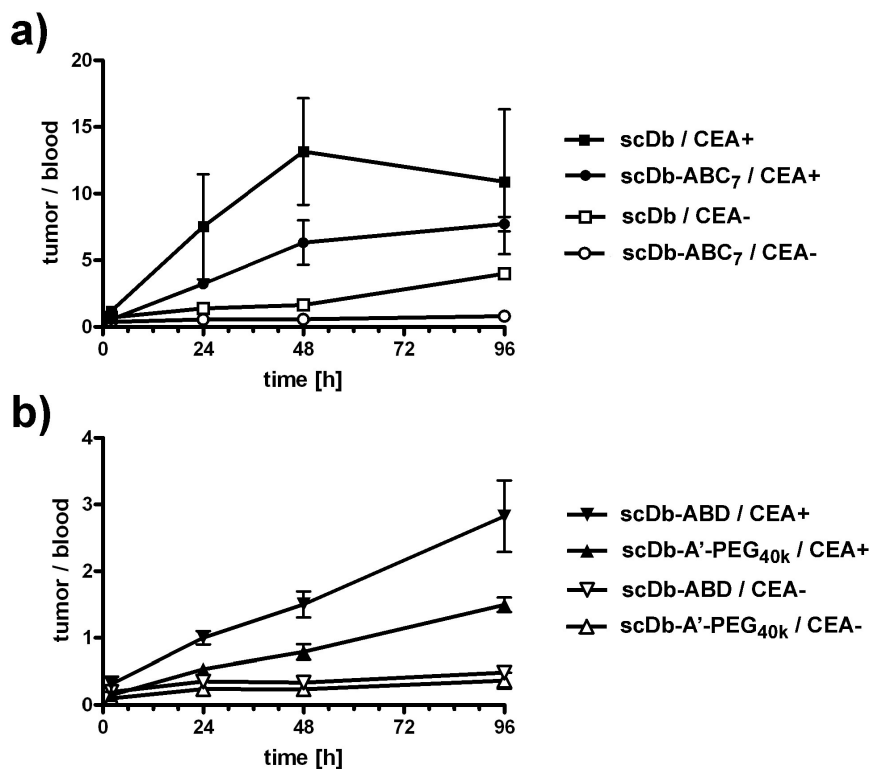 a)
20
15
10
5
0
tumor / blood
0 24 48 72 96
time [h]
scDb / CEA+
scDb-ABC₇ / CEA+
scDb / CEA-
scDb-ABC₇ / CEA-
b)
4
3
2
1
0
tumor / blood
0 24 48 72 96
time [h]
scDb-ABD / CEA+
scDb-A'-PEG₄₀ₖ / CEA+
scDb-ABD / CEA-
scDb-A'-PEG₄₀ₖ / CEA-